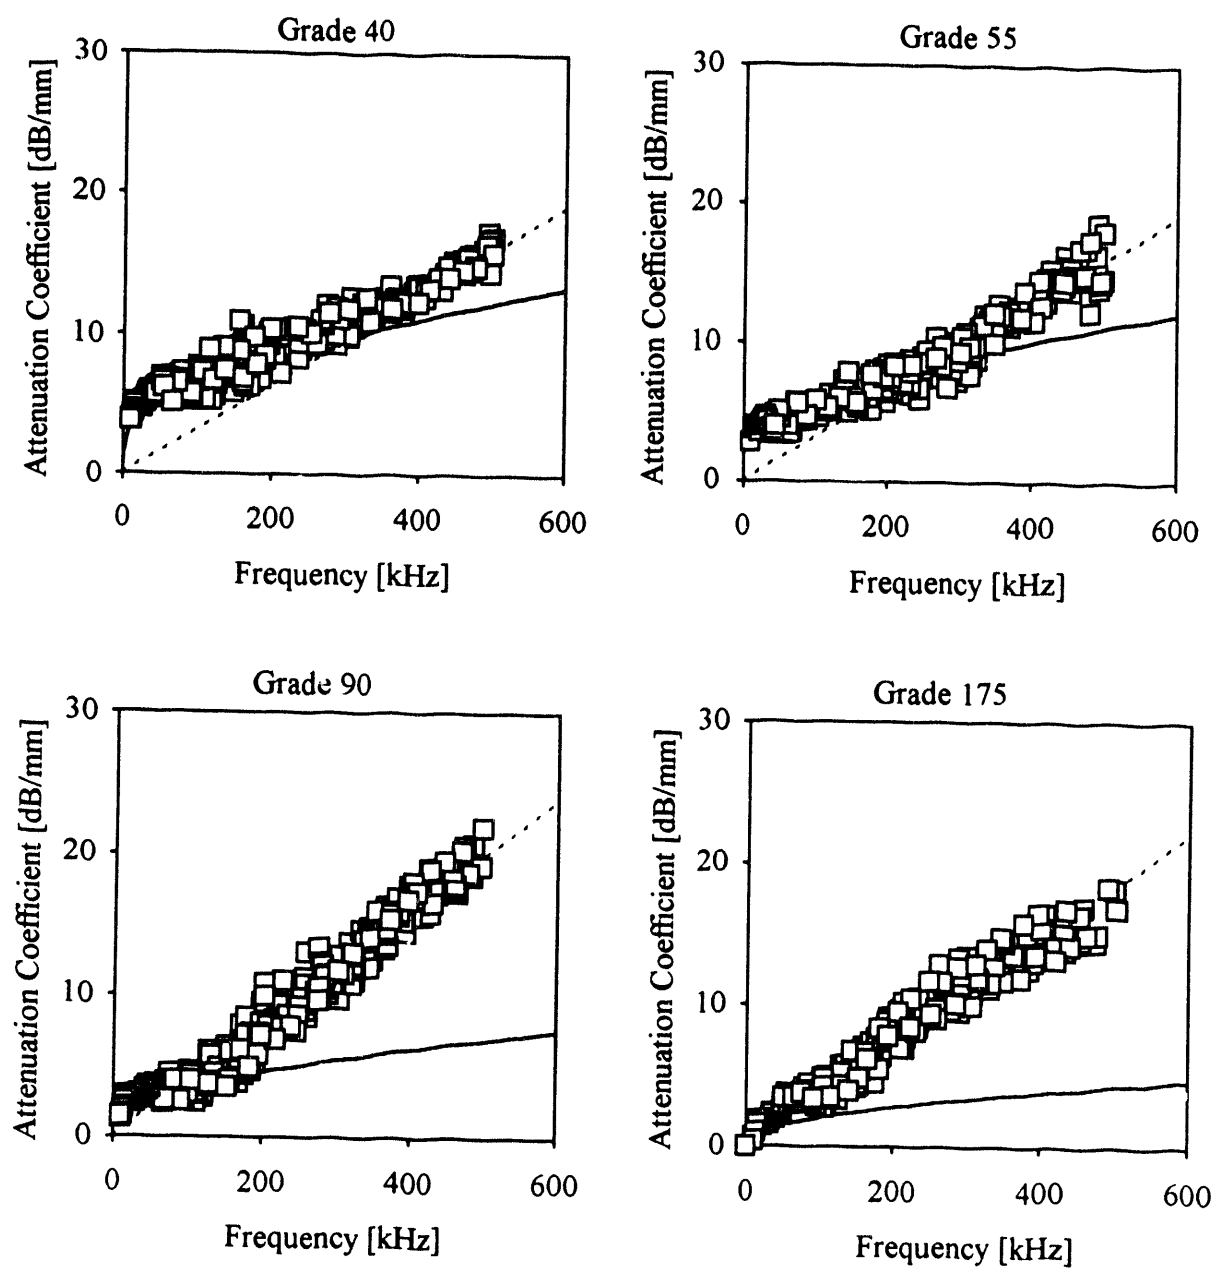 Grade 40
30
20
10
0
0 200 400 600
Attenuation Coefficient [dB/mm]
Frequency [kHz]
Grade 55
30
20
10
0
0 200 400 600
Attenuation Coefficient [dB/mm]
Frequency [kHz]
Grade 90
30
20
10
0
0 200 400 600
Attenuation Coefficient [dB/mm]
Frequency [kHz]
Grade 175
30
20
10
0
0 200 400 600
Attenuation Coefficient [dB/mm]
Frequency [kHz]